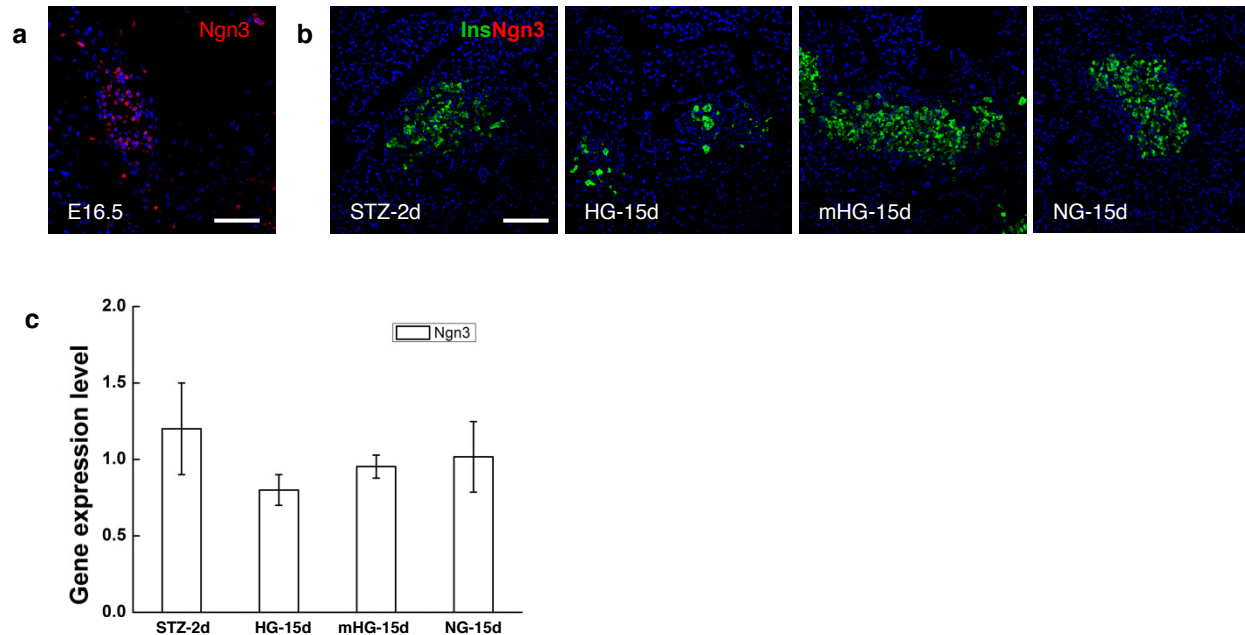 a
Ngn3
E16.5
b
InsNgn3
STZ-2d
HG-15d
mHG-15d
NG-15d
c
Gene expression level
2.0
1.5
1.0
0.5
0.0
Ngn3
STZ-2d
HG-15d
mHG-15d
NG-15d